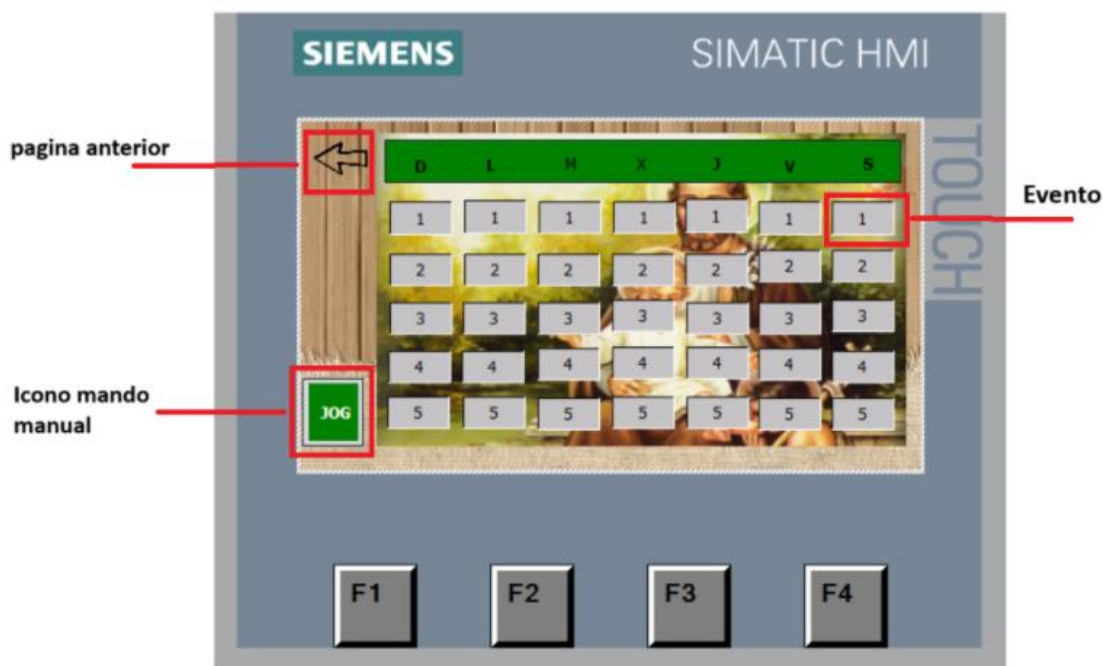 SIEMENS
SIMATIC HMI
TOUCH
pagina anterior
D L M X J V S
Evento
1 1 1 1 1 1 1
2 2 2 2 2 2 2
3 3 3 3 3 3 3
4 4 4 4 4 4 4
Icono mando
manual
JOG
5 5 5 5 5 5 5
F1 F2 F3 F4